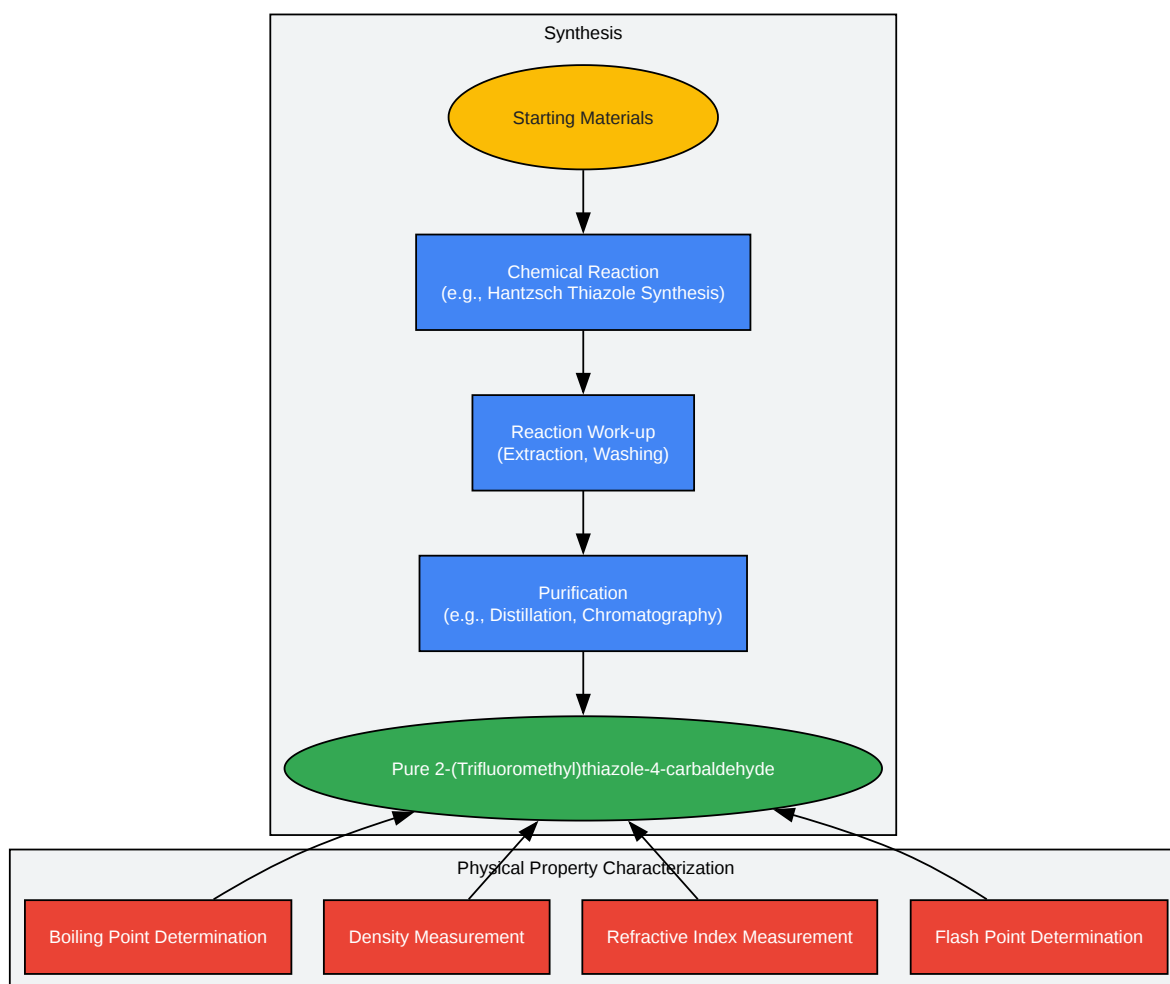 Synthesis
Starting Materials
Chemical Reaction
(e.g., Hantzsch Thiazole Synthesis)
Reaction Work-up
(Extraction, Washing)
Purification
(e.g., Distillation, Chromatography)
Pure 2-(Trifluoromethyl)thiazole-4-carbaldehyde
Physical Property Characterization
Boiling Point Determination
Density Measurement
Refractive Index Measurement
Flash Point Determination